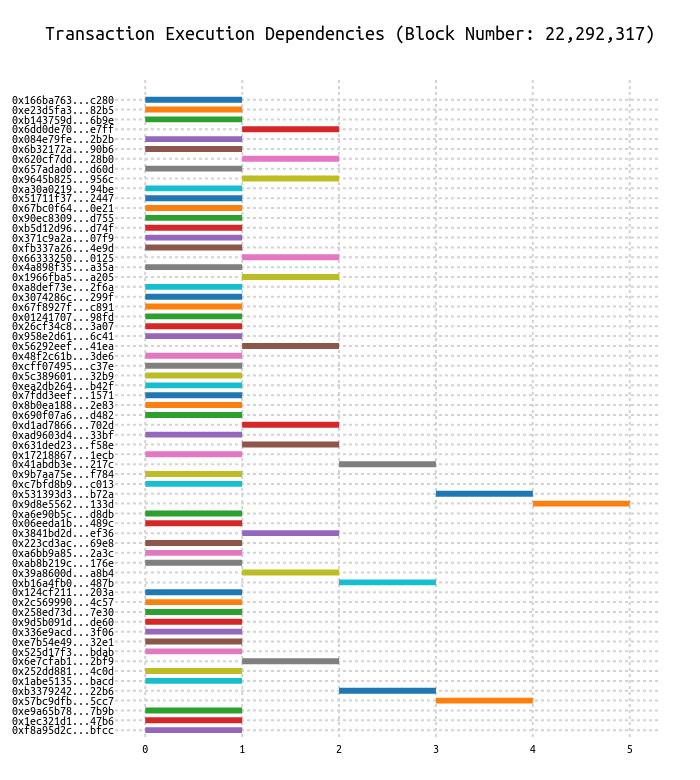 Transaction Execution Dependencies (Block Number: 22,292,317)
0x166ba763...c280
0xe23d5fa3...82b5
0xb143759d...6b9e
0x6dd0de70...e7ff
0x084e79fe...2b2b
0x6b32172a...90b6
0x620cf7dd...28b0
0x657adad0...d60d
0x9645b825...956c
0xa30a0219...94be
0x51711f37...2447
0x67bc0f64...0e21
0x90ec8309...d755
0xb5d12d96...d74f
0x371c9a2a...07f9
0xfb337a26...4e9d
0x66333250...0125
0x4a898f35...a35a
0x1966fba5...a205
0xa8def73e...2f6a
0x3074286c...299f
0x67f8927f...c891
0x01241707...98fd
0x26cf34c8...3a07
0x958e2d61...6c41
0x56292eef...41ea
0x48f2c61b...3de6
0xcff07495...c37e
0x5c389601...32b9
0xea2db264...b42f
0x7fdd3eef...1571
0x8b0ea188...2e83
0x690f07a6...d482
0xd1ad7866...702d
0xad9603d4...33bf
0x631ded23...f58e
0x17218867...1ecb
0x41abdb3e...217c
0x9b7aa75e...f784
0xc7bfd8b9...c013
0x531393d3...b72a
0x9d8e5562...133d
0xa6e90b5c...d8db
0x06eeda1b...489c
0x3841bd2d...ef36
0x223cd3ac...69e8
0xa6bb9a85...2a3c
0xab8b219c...176e
0x39a8600d...a8b4
0xb16a4fb0...487b
0x124cf211...203a
0x2c569990...4c57
0x258ed73d...7e30
0x9d5b091d...de60
0x336e9acd...3f06
0xe7b54e49...32e1
0x525d17f3...bdab
0x6e7cfab1...2bf9
0x252dd881...4c0d
0x1abe5135...bacd
0xb3379242...22b6
0x57bc9dfb...5cc7
0xe9a65b78...7b9b
0x1ec321d1...47b6
0xf8a95d2c...bfcc
0 1 2 3 4 5